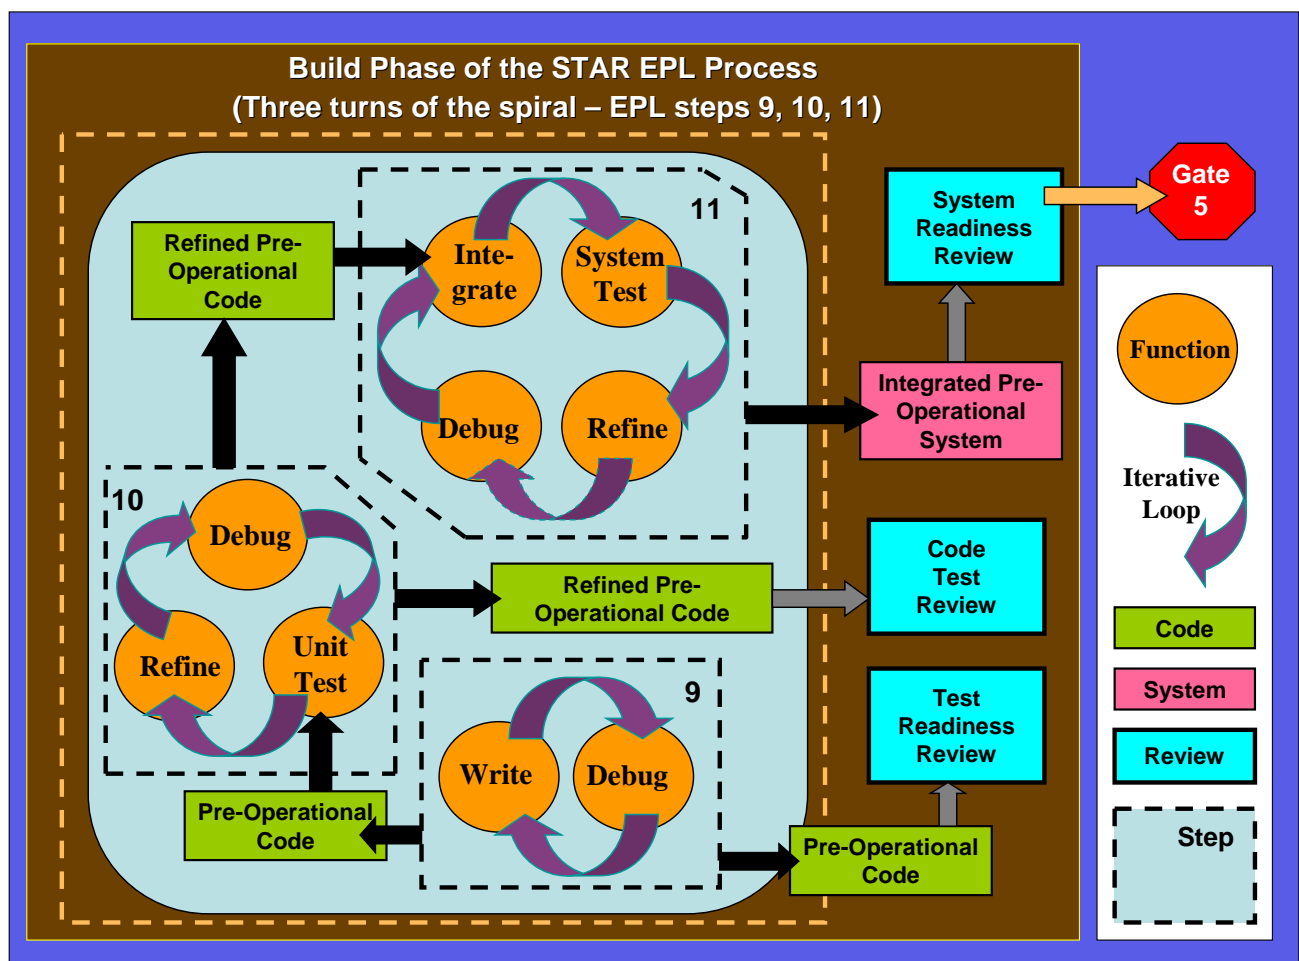 Build Phase of the STAR EPL Process
(Three turns of the spiral – EPL steps 9, 10, 11)
11
Refined Pre-
Operational
Code
Inte-
grate
System
Test
Debug
Refine
System
Readiness
Review
Gate
5
Integrated Pre-
Operational
System
10
Debug
Refine
Unit
Test
Refined Pre-
Operational Code
Code
Test
Review
9
Write
Debug
Test
Readiness
Review
Pre-Operational
Code
Pre-Operational
Code
Function
Iterative
Loop
Code
System
Review
Step